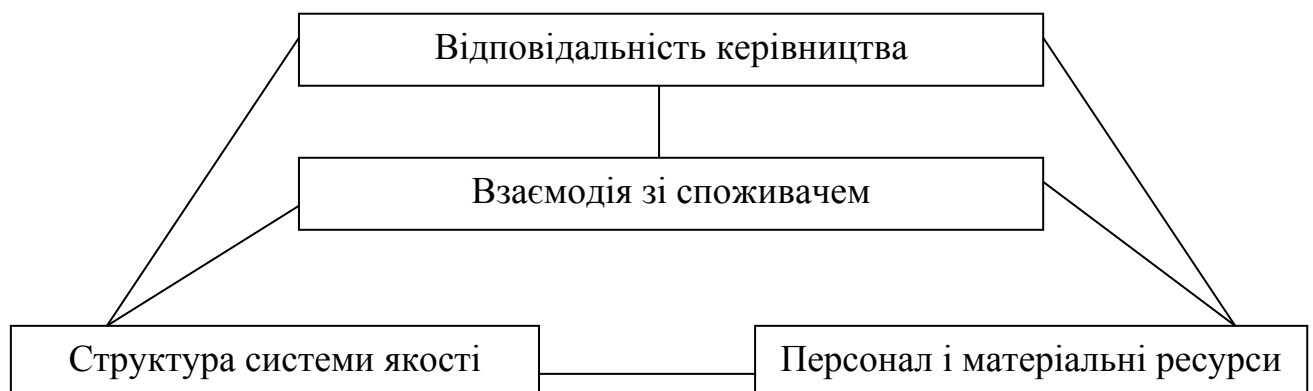 Відповідальність керівництва
Взаємодія зі споживачем
Структура системи якості
Персонал і матеріальні ресурси